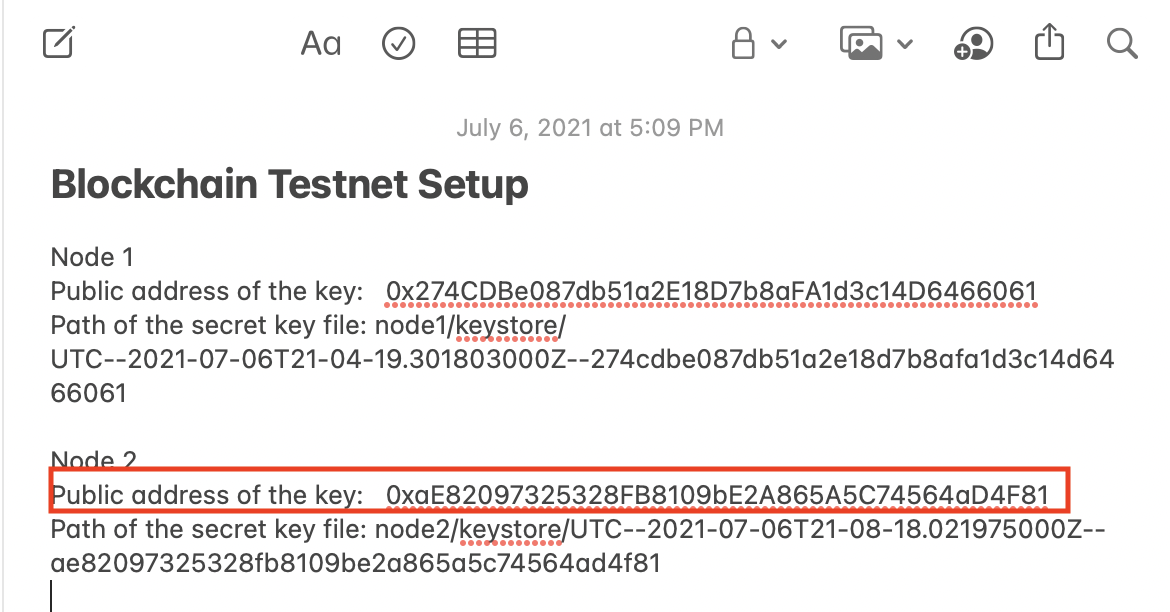 Aa
July 6, 2021 at 5:09 PM
Blockchain Testnet Setup
Node 1
Public address of the key: 0x274CDBe087db51a2E18D7b8aFA1d3c14D6466061
Path of the secret key file: node1/keystore/
UTC--2021-07-06T21-04-19.301803000Z--274cdbe087db51a2e18d7b8afa1d3c14d64
66061
Node 2
Public address of the key: 0xaE82097325328FB8109bE2A865A5C74564aD4F81
Path of the secret key file: node2/keystore/UTC--2021-07-06T21-08-18.021975000Z--
ae82097325328fb8109be2a865a5c74564ad4f81